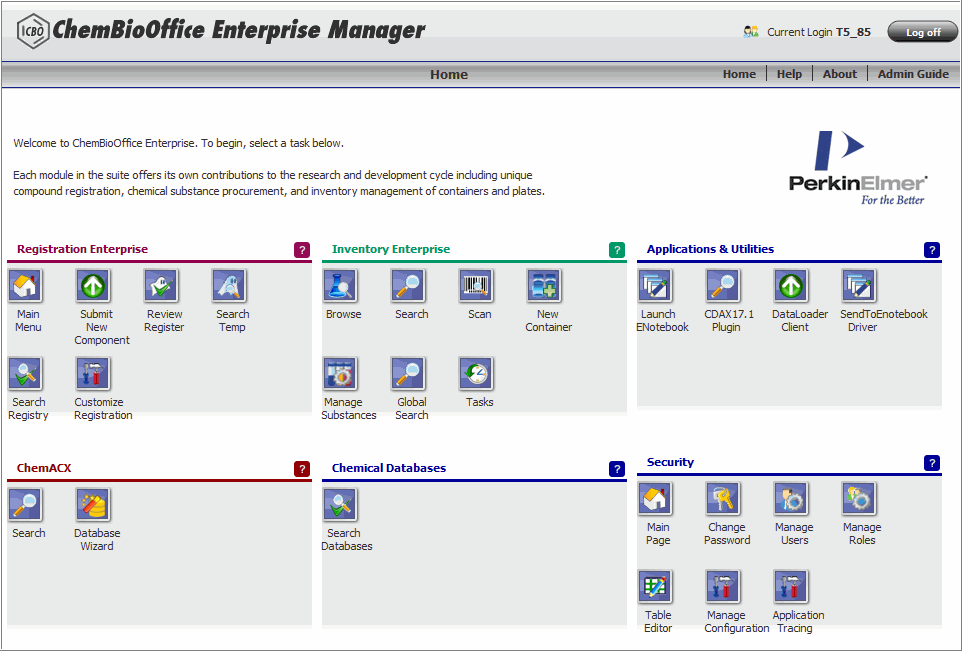 ICBO ChemBioOffice Enterprise Manager
Current Login T5_85
Log off
Home
Home Help About Admin Guide
Welcome to ChemBioOffice Enterprise. To begin, select a task below.
Each module in the suite offers its own contributions to the research and development cycle including unique
compound registration, chemical substance procurement, and inventory management of containers and plates.
PerkinElmer
For the Better
Registration Enterprise ?
Main
Menu
Submit
New
Component
Review
Register
Search
Temp
Search
Registry
Customize
Registration
Inventory Enterprise ?
Browse
Search
Scan
New
Container
Manage
Substances
Global
Search
Tasks
Applications & Utilities ?
Launch
ENotebook
CDAX17.1
Plugin
DataLoader
Client
SendToEnotebook
Driver
ChemACX ?
Search
Database
Wizard
Chemical Databases ?
Search
Databases
Security ?
Main
Page
Change
Password
Manage
Users
Manage
Roles
Table
Editor
Manage
Configuration
Application
Tracing